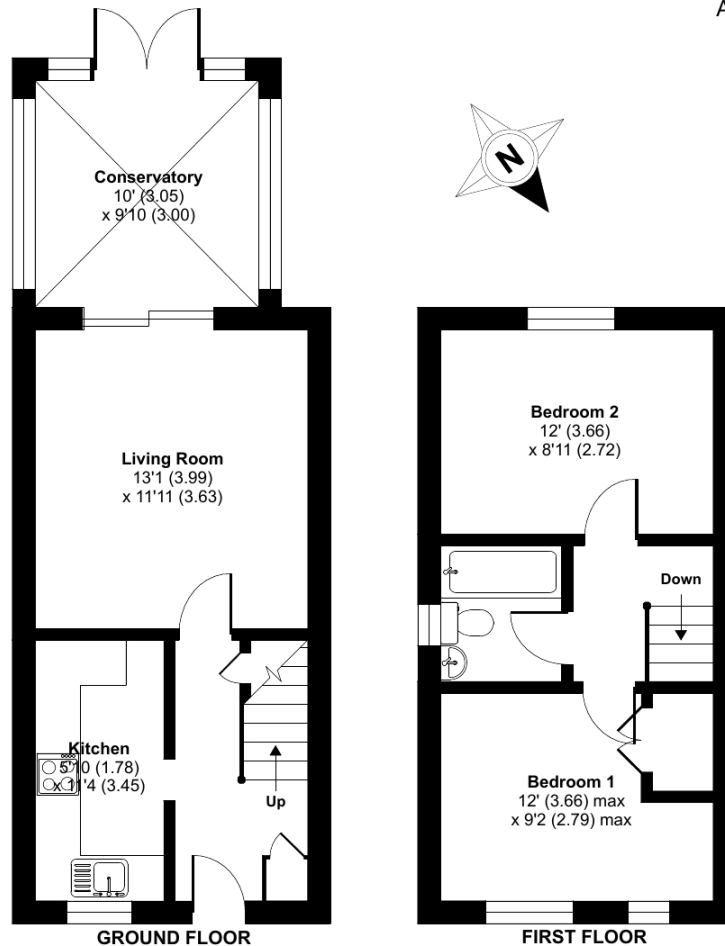 A
N
Conservatory
10' (3.05)
x 9'10 (3.00)
Living Room
13'1 (3.99)
x 11'11 (3.63)
Kitchen
5'10 (1.78)
x 11'4 (3.45)
Up
GROUND FLOOR
Bedroom 2
12' (3.66)
x 8'11 (2.72)
Down
Bedroom 1
12' (3.66) max
x 9'2 (2.79) max
FIRST FLOOR